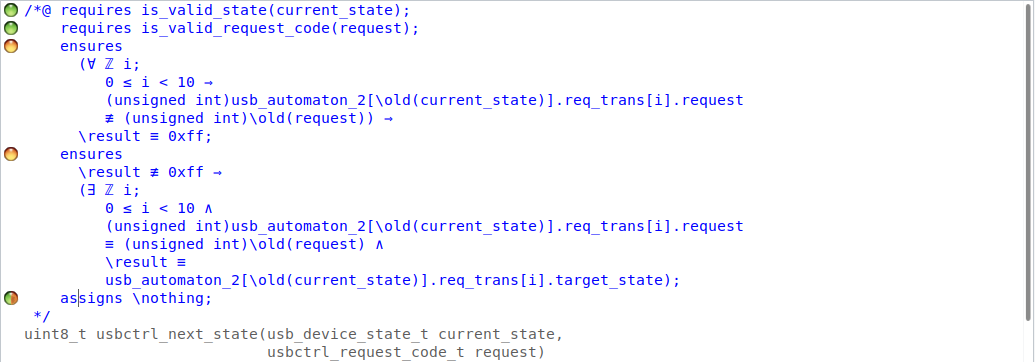 /*@ requires is_valid_state(current_state);
requires is_valid_request_code(request);
ensures
(∀ ℤ i;
0 ≤ i < 10 ⇒
(unsigned int)usb_automaton_2[\old(current_state)].req_trans[i].request
≢ (unsigned int)\old(request)) ⇒
\result ≡ 0xff;
ensures
\result ≢ 0xff ⇒
(∃ ℤ i;
0 ≤ i < 10 ∧
(unsigned int)usb_automaton_2[\old(current_state)].req_trans[i].request
≡ (unsigned int)\old(request) ∧
\result ≡
usb_automaton_2[\old(current_state)].req_trans[i].target_state);
assigns \nothing;
*/
uint8_t usbctrl_next_state(usb_device_state_t current_state,
usbctrl_request_code_t request)